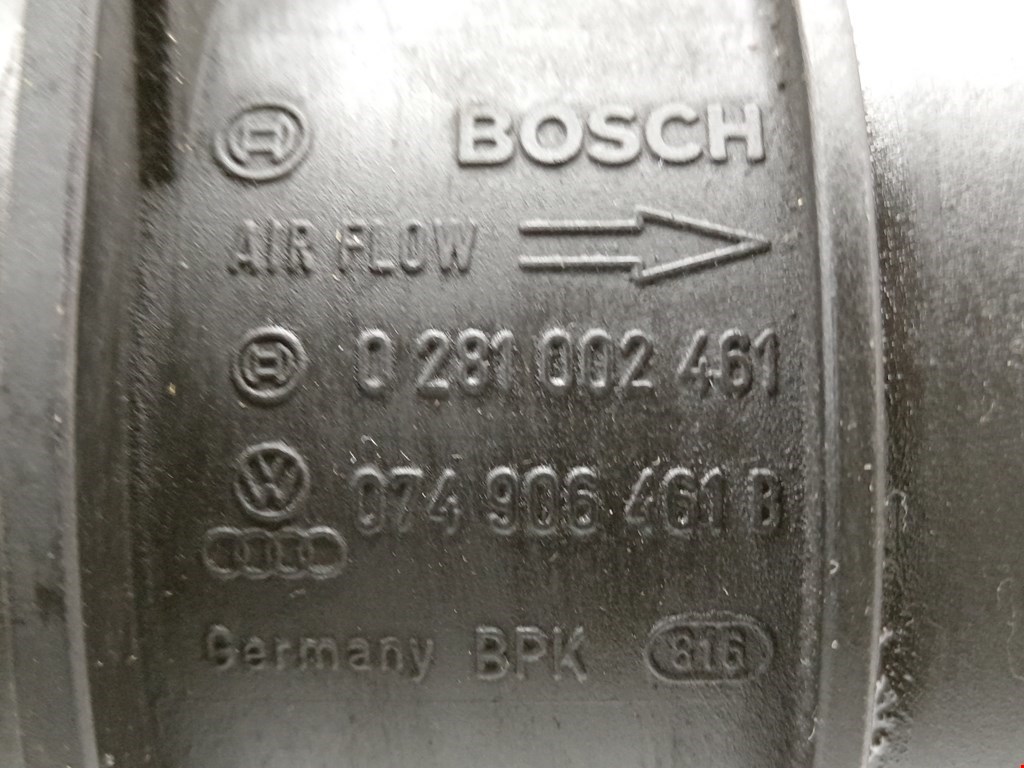 BOSCH
AIR FLOW
0 281 002 461
074 906 461 B
Germany BPK 816